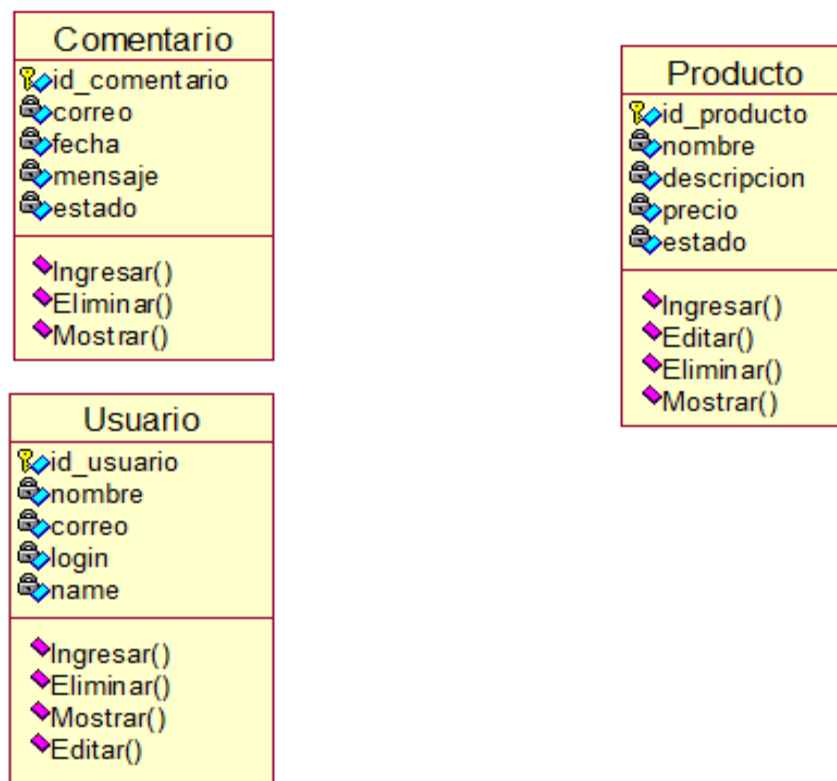 Comentario
id_comentario
correo
fecha
mensaje
estado
Ingresar()
Eliminar()
Mostrar()
Producto
id_producto
nombre
descripcion
precio
estado
Ingresar()
Editar()
Eliminar()
Mostrar()
Usuario
id_usuario
nombre
correo
login
name
Ingresar()
Eliminar()
Mostrar()
Editar()